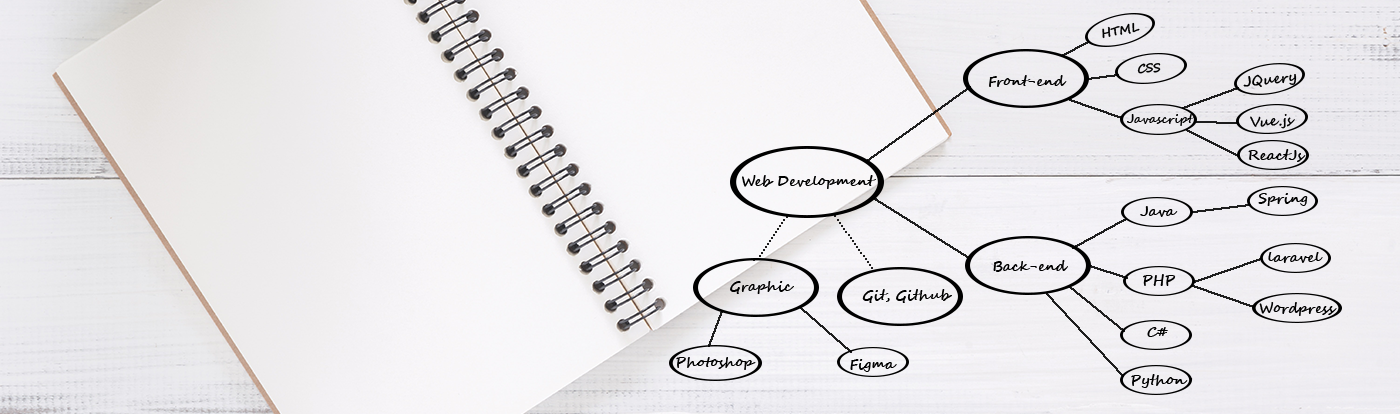 Web Development
Front-end
HTML
CSS
Javascript
JQuery
Vue.js
ReactJs
Back-end
Java
Spring
PHP
laravel
Wordpress
C#
Python
Graphic
Photoshop
Figma
Git, Github